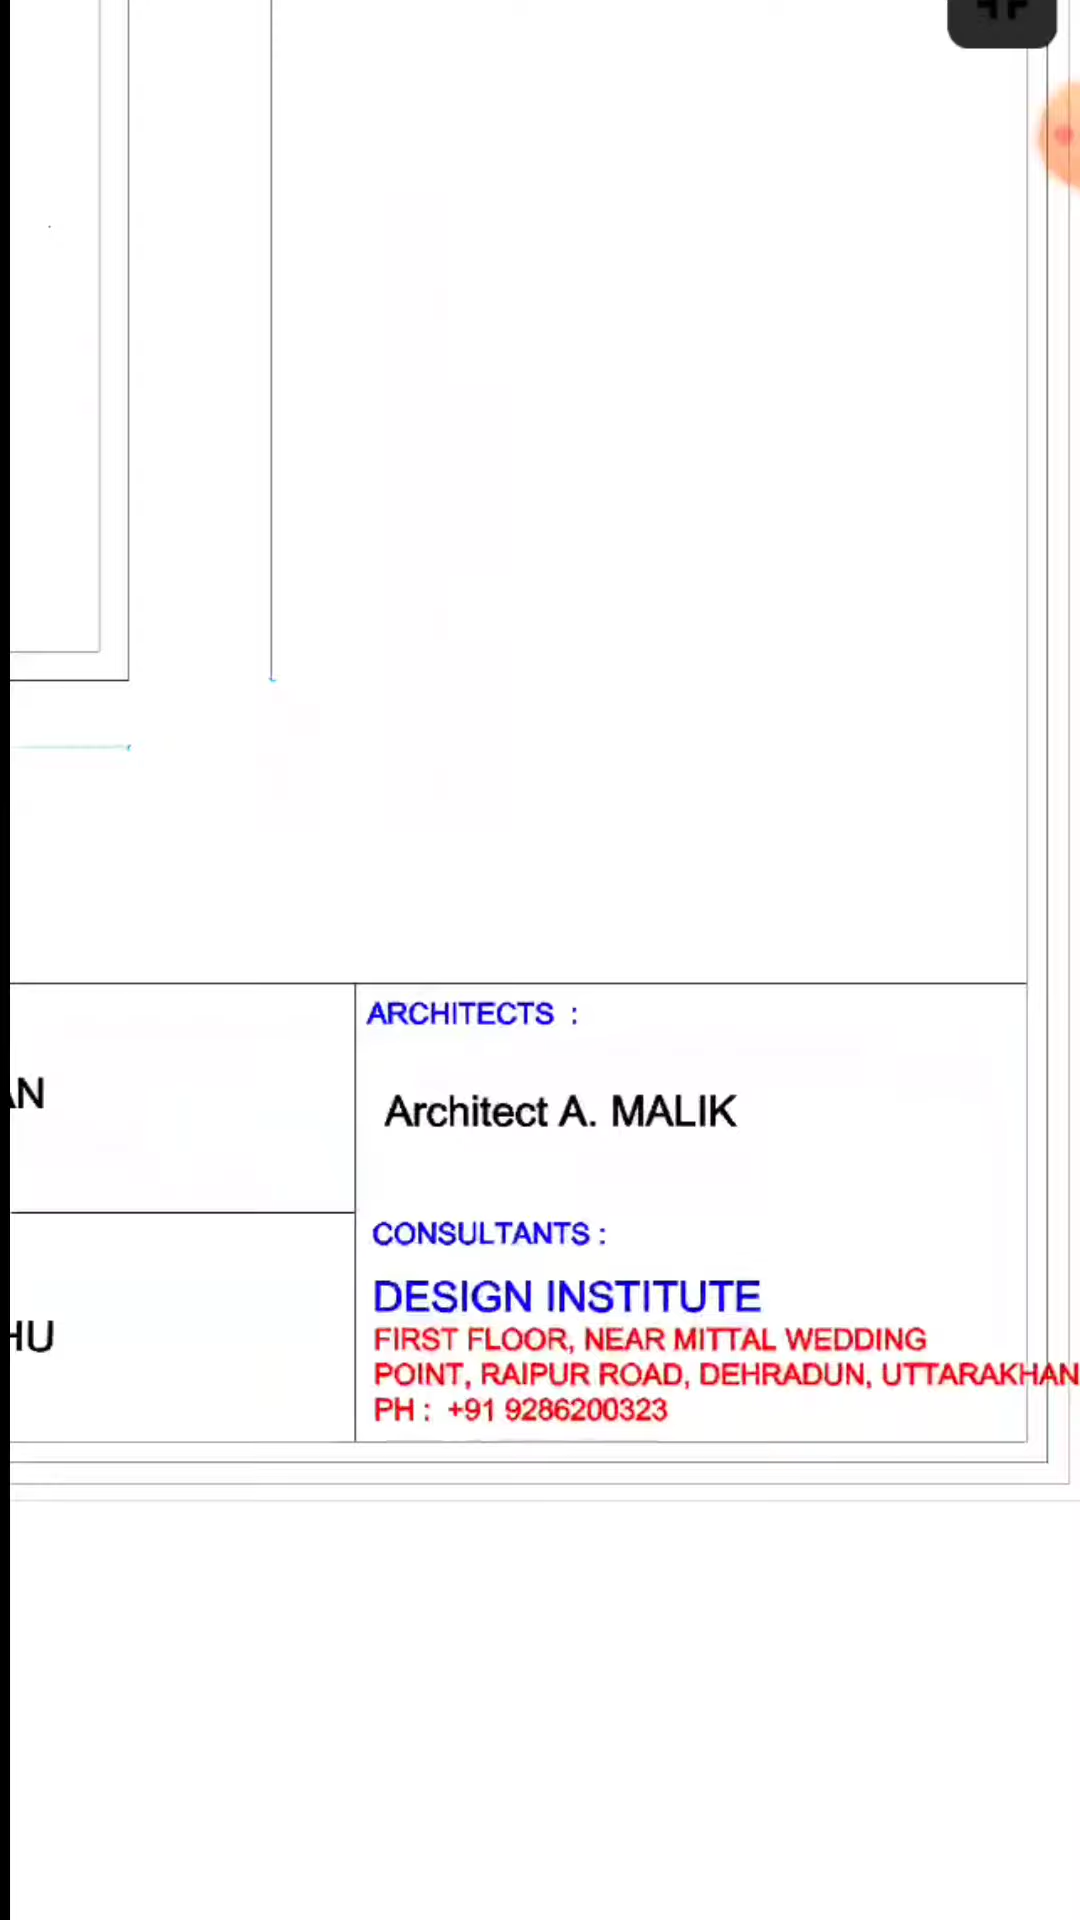 ARCHITECTS :
AN
Architect A. MALIK
CONSULTANTS :
DESIGN INSTITUTE
HU
FIRST FLOOR, NEAR MITTAL WEDDING
POINT, RAIPUR ROAD, DEHRADUN, UTTARAKHAN
PH : +91 9286200323